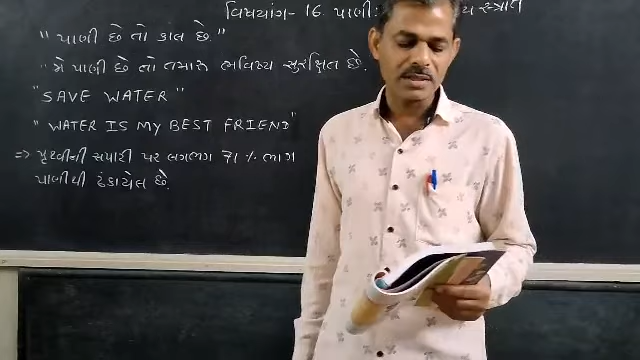 વિષયાંગ- 16. પાણી: સ્ત્રોત
" પાણી છે તો કાલ છે."
" મે પાણી છે તો તમારું ભવિષ્ય સુરક્ષિત છે.
"SAVE WATER"
" WATER IS MY BEST FRIEND"
⇒ પૃથ્વીની સપાટી પર લગભગ 71 % ભાગ
પાણીથી ઢંકાયેલ છે.